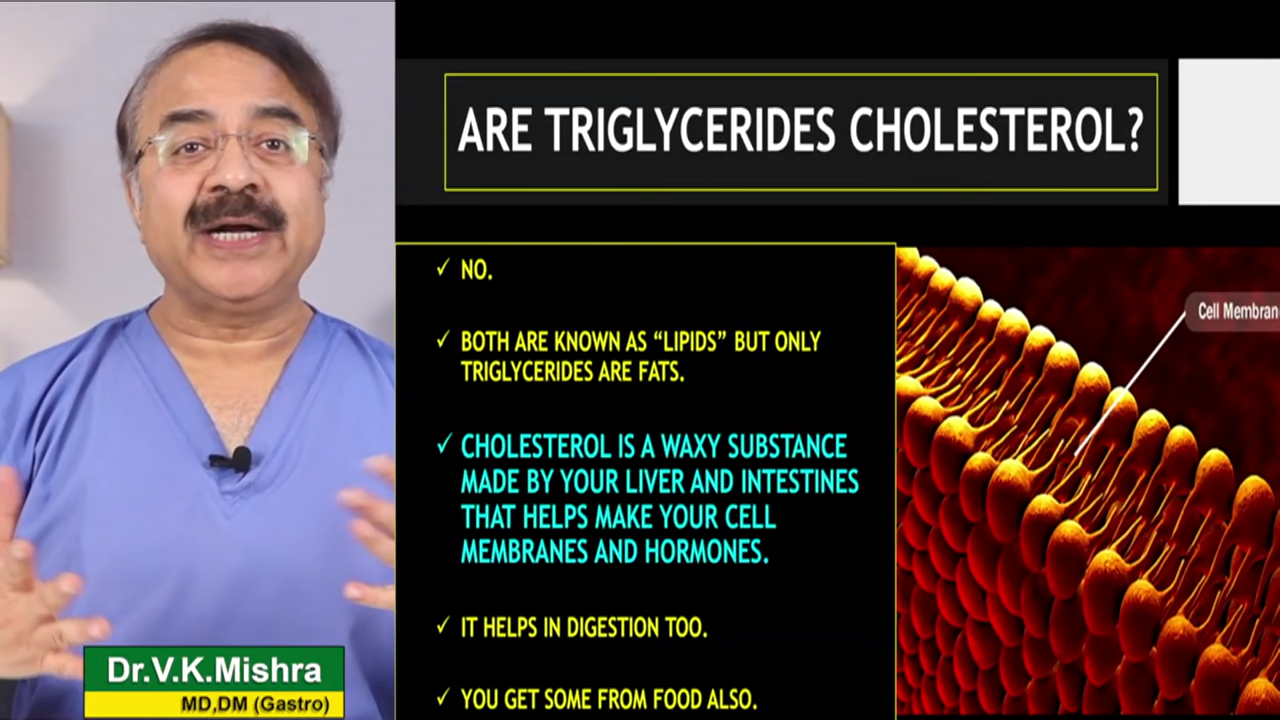 ARE TRIGLYCERIDES CHOLESTEROL?
✓ NO.
✓ BOTH ARE KNOWN AS “LIPIDS” BUT ONLY
TRIGLYCERIDES ARE FATS.
✓ CHOLESTEROL IS A WAXY SUBSTANCE
MADE BY YOUR LIVER AND INTESTINES
THAT HELPS MAKE YOUR CELL
MEMBRANES AND HORMONES.
✓ IT HELPS IN DIGESTION TOO.
✓ YOU GET SOME FROM FOOD ALSO.
Cell Membran
Dr.V.K.Mishra
MD,DM (Gastro)